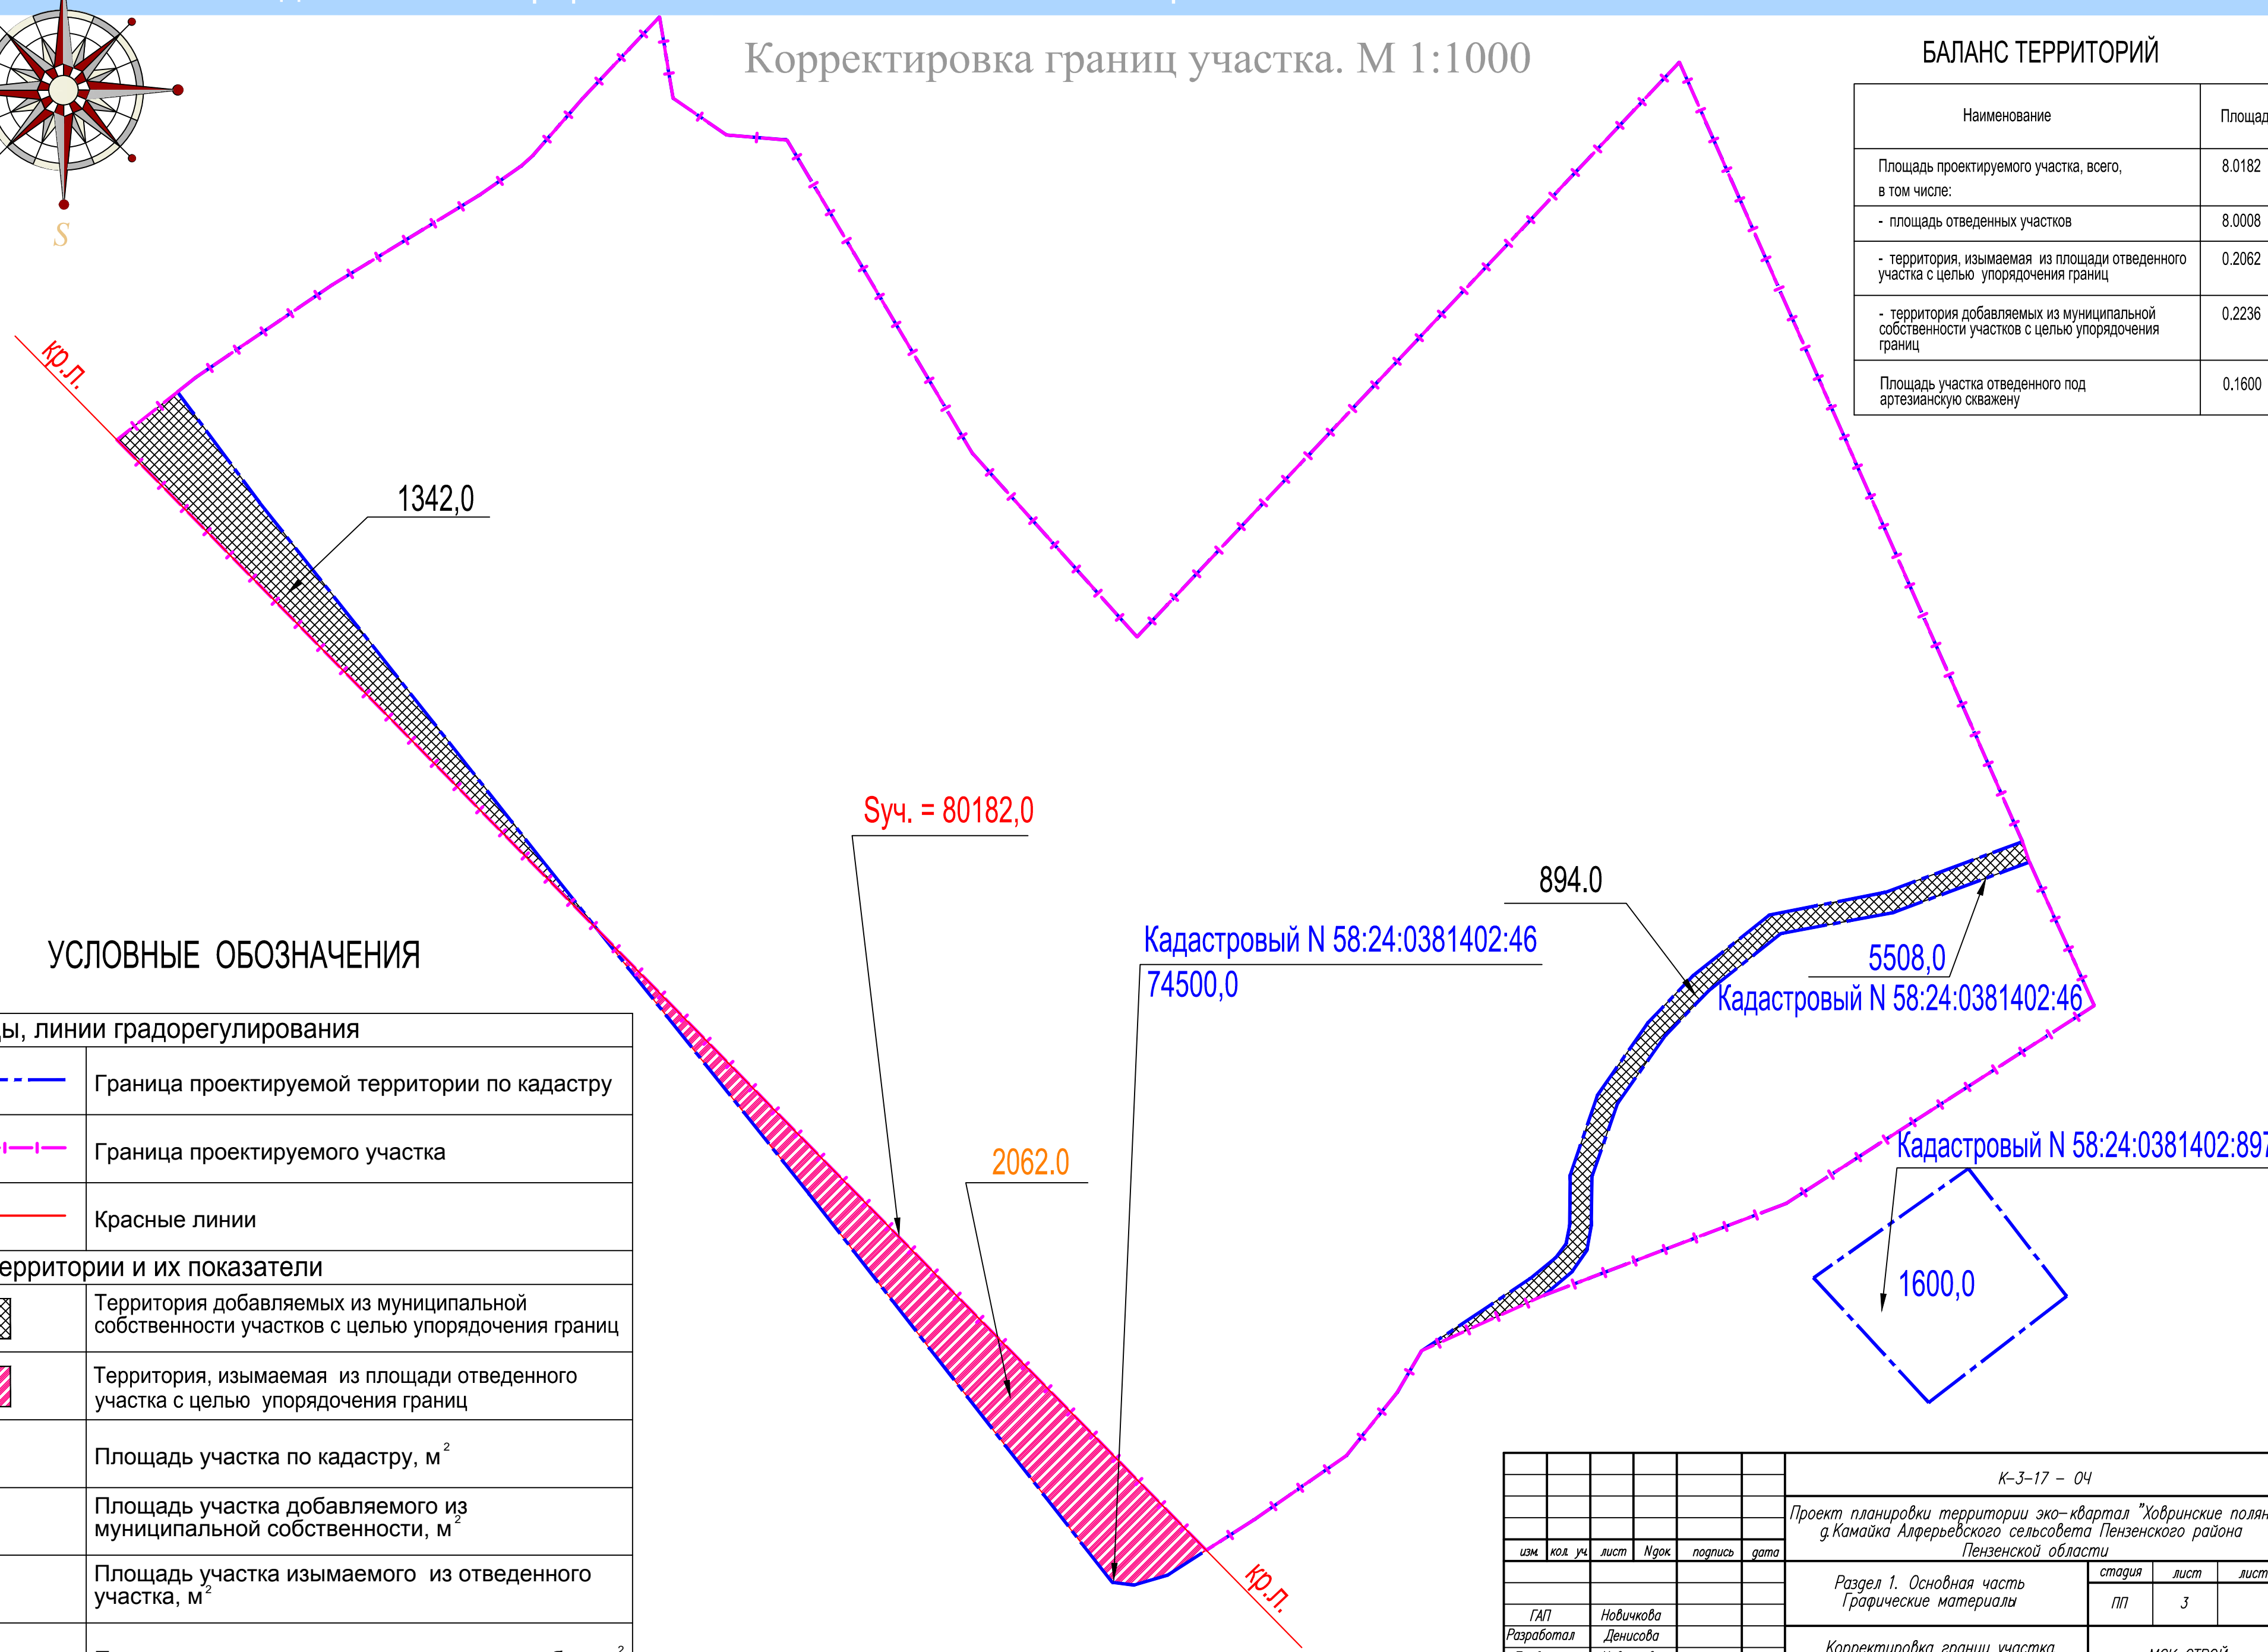 Корректировка границ участка. М 1:1000
S
БАЛАНС ТЕРРИТОРИЙ
Наименование
Площадь проектируемого участка, всего, 8.0182
в том числе:
- площадь отведенных участков 8.0008
- территория, изымаемая из площади отведенного 0.2062
участка с целью упорядочения границ
- территория добавляемых из муниципальной 0.2236
собственности участков с целью упорядочения
границ
Площадь участка отведенного под 0.1600
артезианскую скважену
кр.л.
1342,0
Sуч. = 80182,0
894.0
Кадастровый N 58:24:0381402:46
74500,0
5508,0
Кадастровый N 58:24:0381402:46
2062.0
Кадастровый N 58:24:0381402:897
1600,0
кр.л.
УСЛОВНЫЕ ОБОЗНАЧЕНИЯ
линии градорегулирования
Граница проектируемой территории по кадастру
Граница проектируемого участка
Красные линии
и их показатели
Территория добавляемых из муниципальной
собственности участков с целью упорядочения границ
Территория, изымаемая из площади отведенного
участка с целью упорядочения границ
Площадь участка по кадастру, м²
Площадь участка добавляемого из
муниципальной собственности, м²
Площадь участка изымаемого из отведенного
участка, м²
К-3-17 - ОЧ
Проект планировки территории эко-квартал "Ховринские
д.Камайка Алферьевского сельсовета Пензенского района
Пензенской области
изм. кол. уч. лист Nдок. подпись дата
Раздел 1. Основная часть
Графические материалы
стадия лист
ПП 3
ГАП Новичкова
Разработал Денисова
Корректировка границ участка